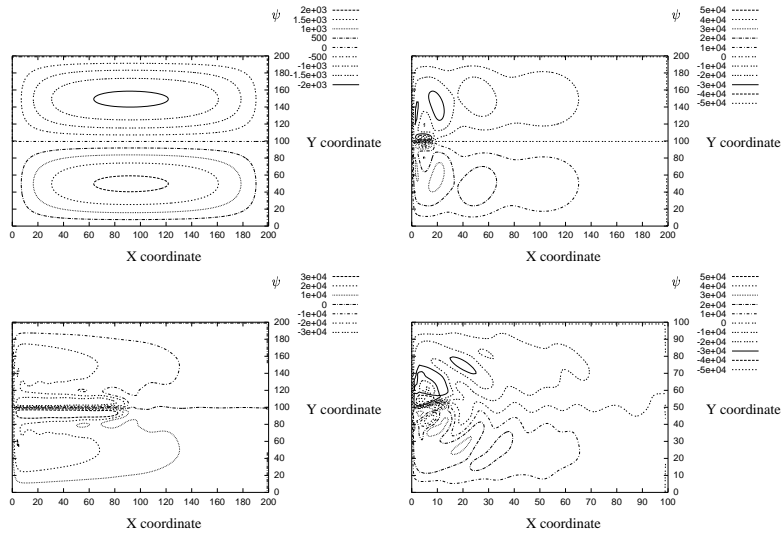 ψ
2e+03
1.5e+03
1e+03
500
0
-500
-1e+03
-1.5e+03
-2e+03
200
180
160
140
120
100
80
60
40
20
0
Y coordinate
0 20 40 60 80 100 120 140 160 180 200
X coordinate
ψ
5e+04
4e+04
3e+04
2e+04
1e+04
0
-1e+04
-2e+04
-3e+04
-4e+04
-5e+04
200
180
160
140
120
100
80
60
40
20
0
Y coordinate
0 20 40 60 80 100 120 140 160 180 200
X coordinate
ψ
3e+04
2e+04
1e+04
0
-1e+04
-2e+04
-3e+04
200
180
160
140
120
100
80
60
40
20
0
Y coordinate
0 20 40 60 80 100 120 140 160 180 200
X coordinate
ψ
5e+04
4e+04
3e+04
2e+04
1e+04
0
-1e+04
-2e+04
-3e+04
-4e+04
-5e+04
100
90
80
70
60
50
40
30
20
10
0
Y coordinate
0 10 20 30 40 50 60 70 80 90 100
X coordinate